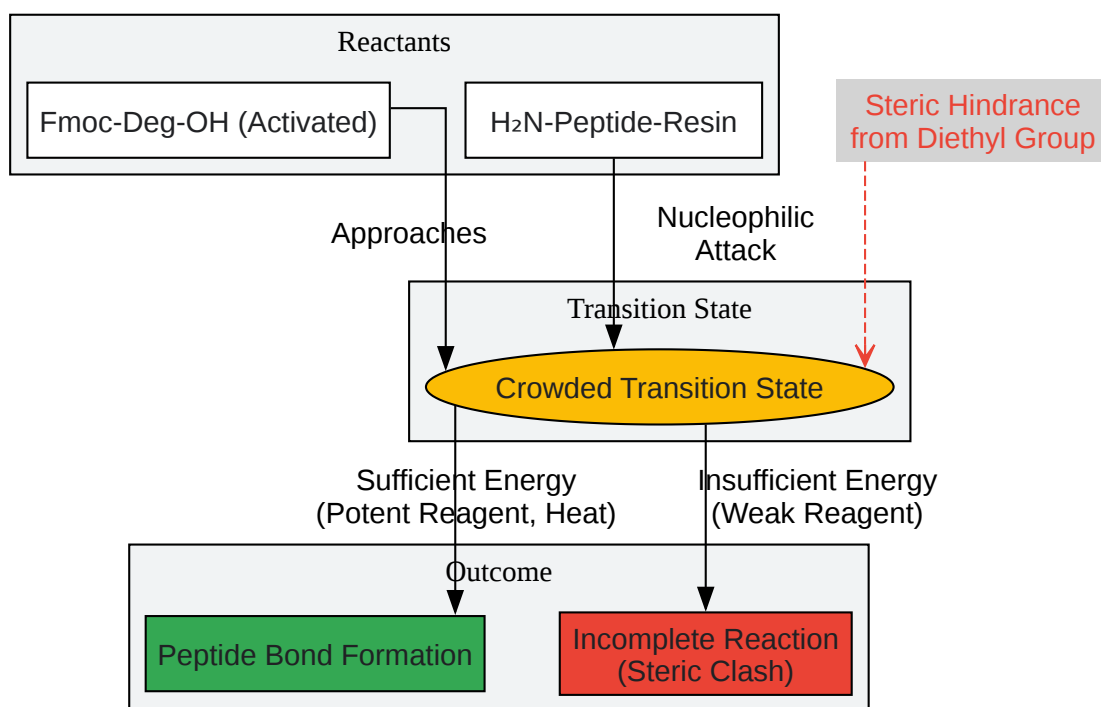 Reactants
Fmoc-Deg-OH (Activated)
H₂N-Peptide-Resin
Steric Hindrance
from Diethyl Group
Approaches
Nucleophilic
Attack
Transition State
Crowded Transition State
Sufficient Energy
(Potent Reagent, Heat)
Insufficient Energy
(Weak Reagent)
Outcome
Peptide Bond Formation
Incomplete Reaction
(Steric Clash)